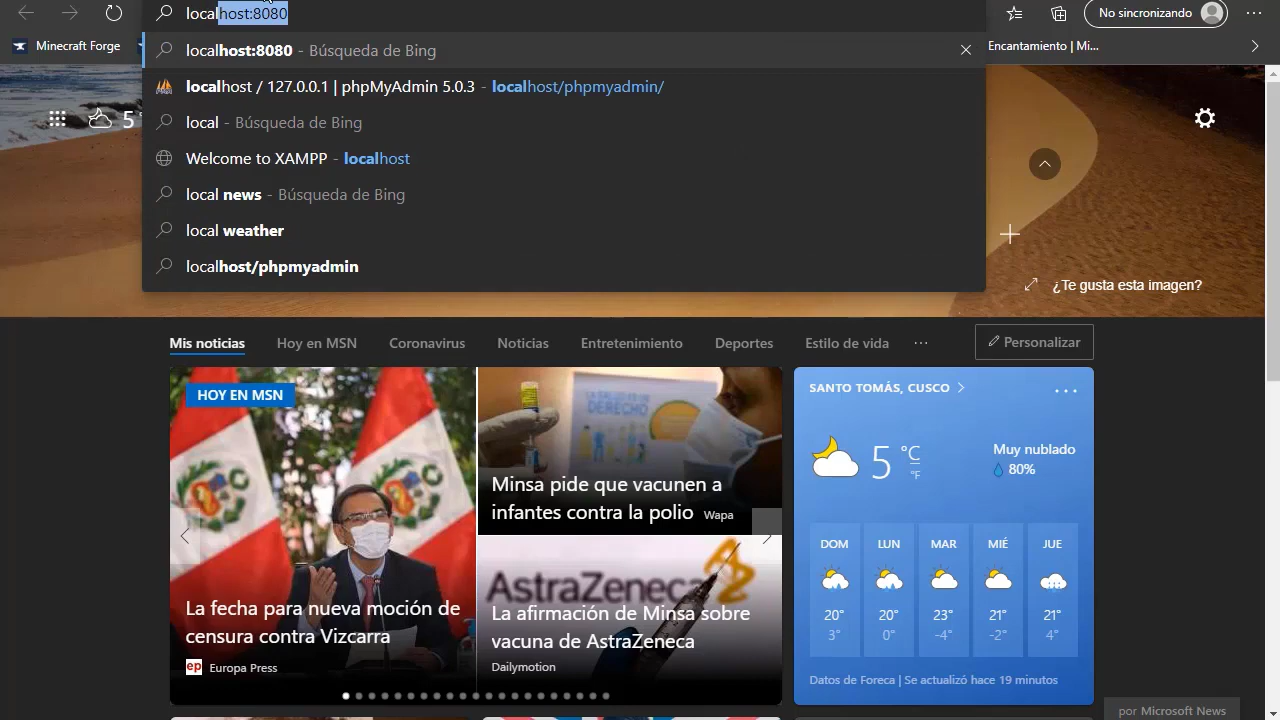 localhost:8080
No sincronizando
Minecraft Forge
Encantamiento | Mi...
localhost:8080 - Búsqueda de Bing
localhost / 127.0.0.1 | phpMyAdmin 5.0.3 - localhost/phpmyadmin/
local - Búsqueda de Bing
Welcome to XAMPP - localhost
local news - Búsqueda de Bing
local weather
localhost/phpmyadmin
5
¿Te gusta esta imagen?
Mis noticias
Hoy en MSN
Coronavirus
Noticias
Entretenimiento
Deportes
Estilo de vida
...
Personalizar
HOY EN MSN
La fecha para nueva moción de
censura contra Vizcarra
ep Europa Press
Minsa pide que vacunen a
infantes contra la polio Wapa
AstraZeneca
La afirmación de Minsa sobre
vacuna de AstraZeneca
Dailymotion
SANTO TOMÁS, CUSCO
5 °C
°F
Muy nublado
80%
DOM LUN MAR MIÉ JUE
20° 20° 23° 21° 21°
3° 0° -4° -2° 4°
Datos de Foreca | Se actualizó hace 19 minutos
por Microsoft News